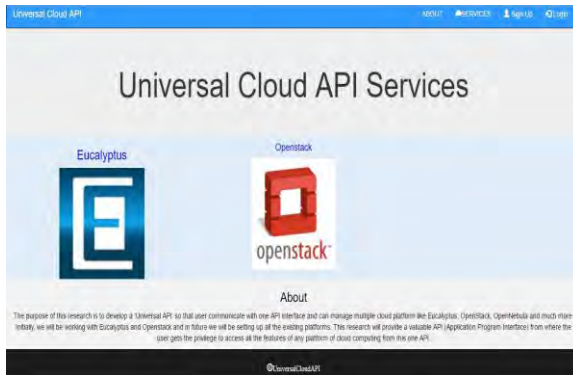 Universal Cloud API
ABOUT SERVICES Sign Up Login
Universal Cloud API Services
Eucalyptus
Openstack
E
openstack
About
The purpose of this research is to develop a 'Universal API' so that user communicate with one API interface and can manage multiple cloud platform like Eucalyptus, OpenStack, OpenNebula and much more
Initially, we will be working with Eucalyptus and Openstack and in future we will be setting up all the existing platforms. This research will provide a valuable API (Application Program Interface) from where the
user gets the privilege to access all the features of any platform of cloud computing from this one API.
©UniversalCloudAPI